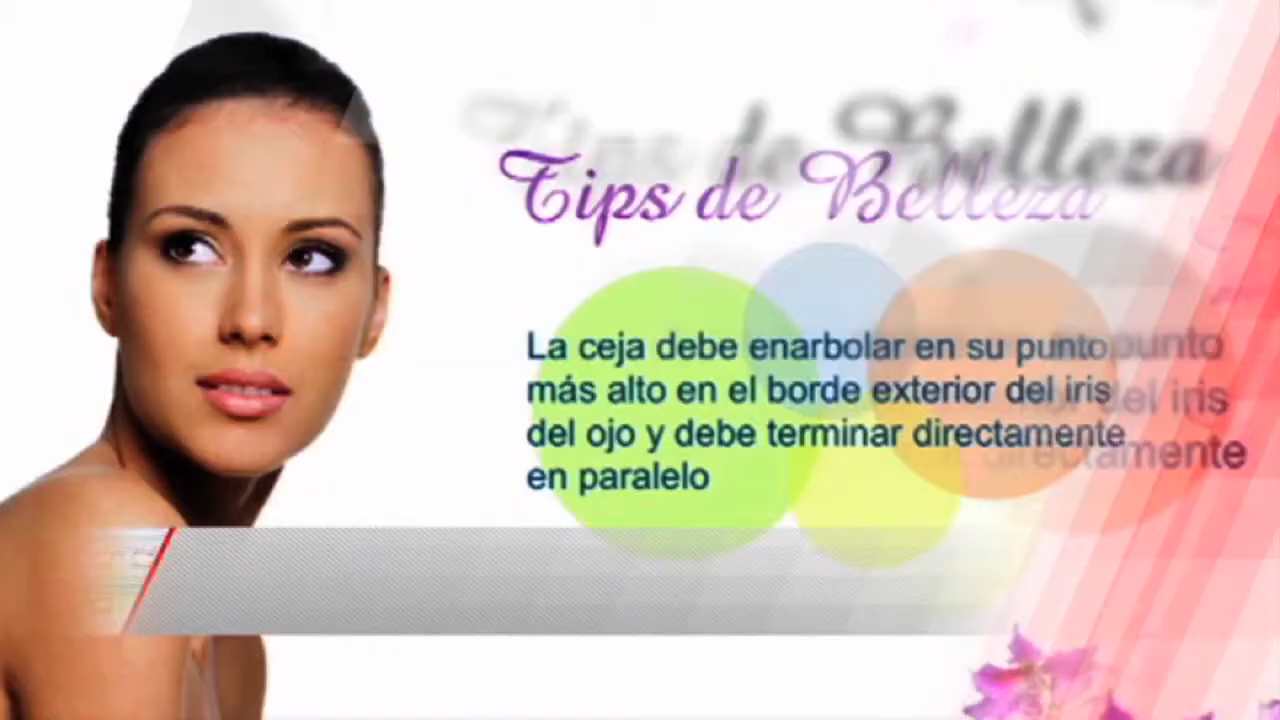 Tips de Belleza
La ceja debe enarbolar en su punto
más alto en el borde exterior del iris
del ojo y debe terminar directamente
en paralelo